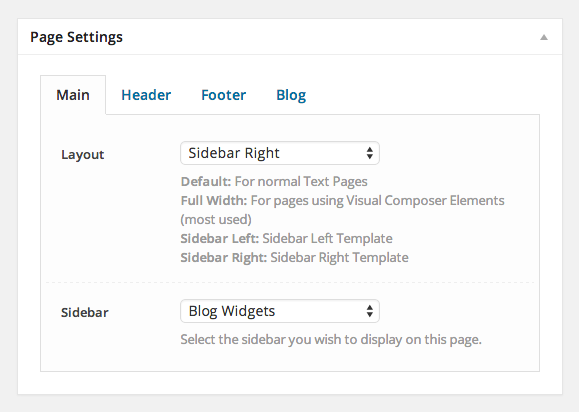 Page Settings
Main Header Footer Blog
Layout Sidebar Right
Default: For normal Text Pages
Full Width: For pages using Visual Composer Elements
(most used)
Sidebar Left: Sidebar Left Template
Sidebar Right: Sidebar Right Template
Sidebar Blog Widgets
Select the sidebar you wish to display on this page.